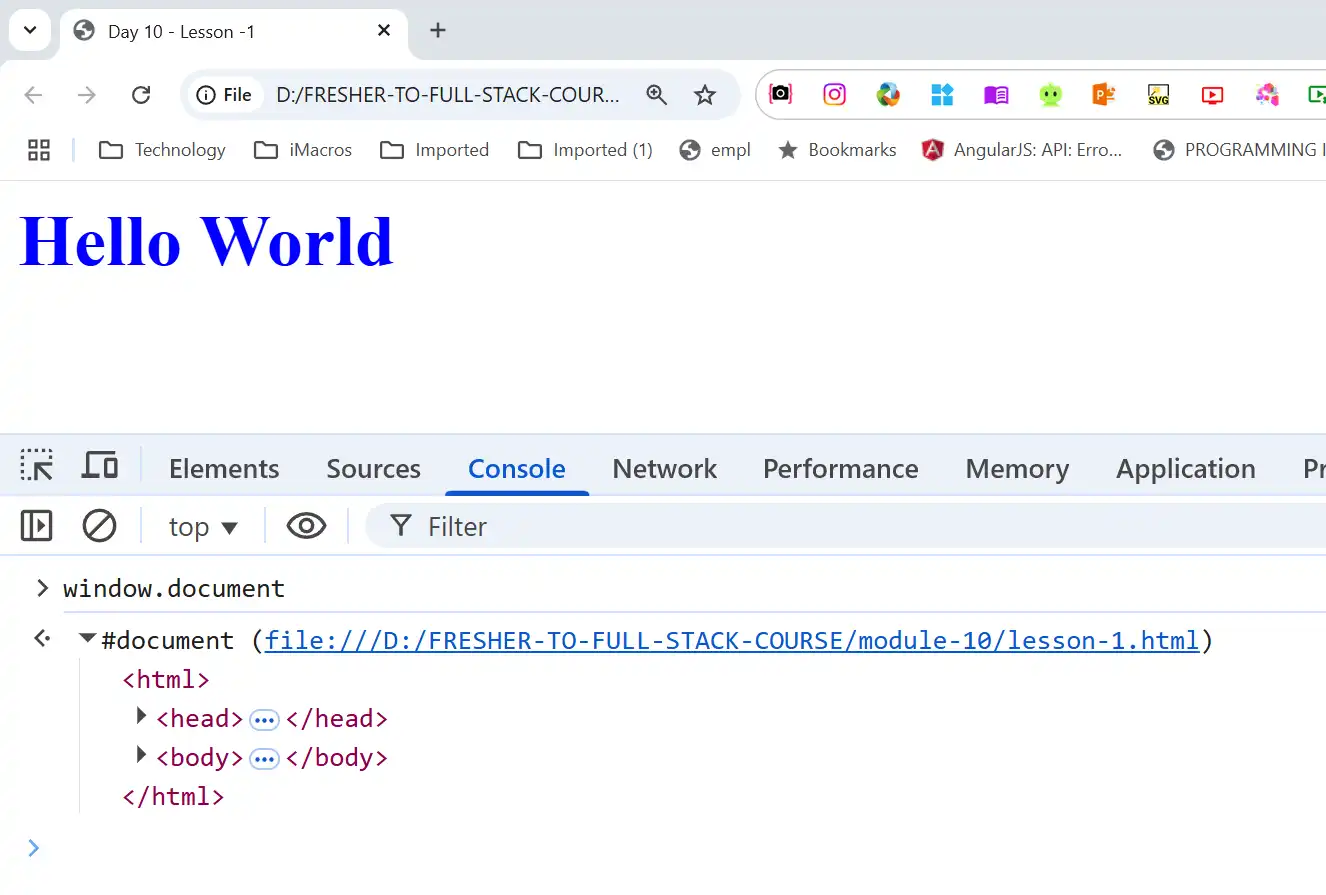 Day 10 - Lesson -1
File D:/FRESHER-TO-FULL-STACK-COUR... SVG
Technology iMacros Imported Imported (1) empl Bookmarks AngularJS: API: Erro... PROGRAMMING I
Hello World
Elements Sources Console Network Performance Memory Application Pr
top Filter
window.document
#document (file:///D:/FRESHER-TO-FULL-STACK-COURSE/module-10/lesson-1.html)
<html>
<head>…</head>
<body>…</body>
</html>